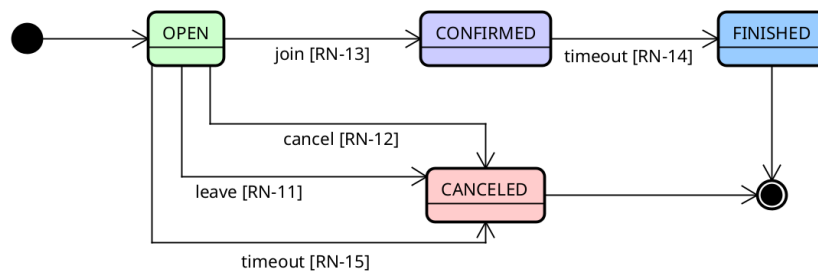 OPEN
CONFIRMED
FINISHED
join [RN-13]
timeout [RN-14]
cancel [RN-12]
leave [RN-11]
CANCELED
timeout [RN-15]